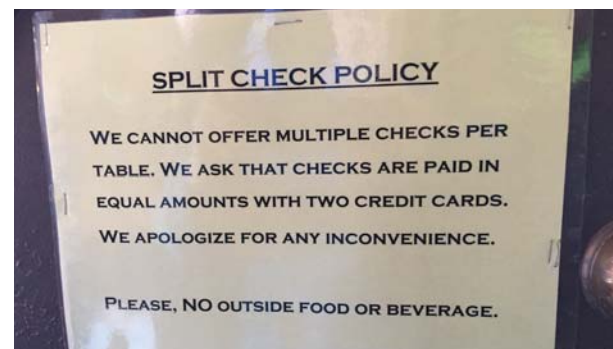 SPLIT CHECK POLICY
WE CANNOT OFFER MULTIPLE CHECKS PER
TABLE. WE ASK THAT CHECKS ARE PAID IN
EQUAL AMOUNTS WITH TWO CREDIT CARDS.
WE APOLOGIZE FOR ANY INCONVENIENCE.
PLEASE, NO OUTSIDE FOOD OR BEVERAGE.